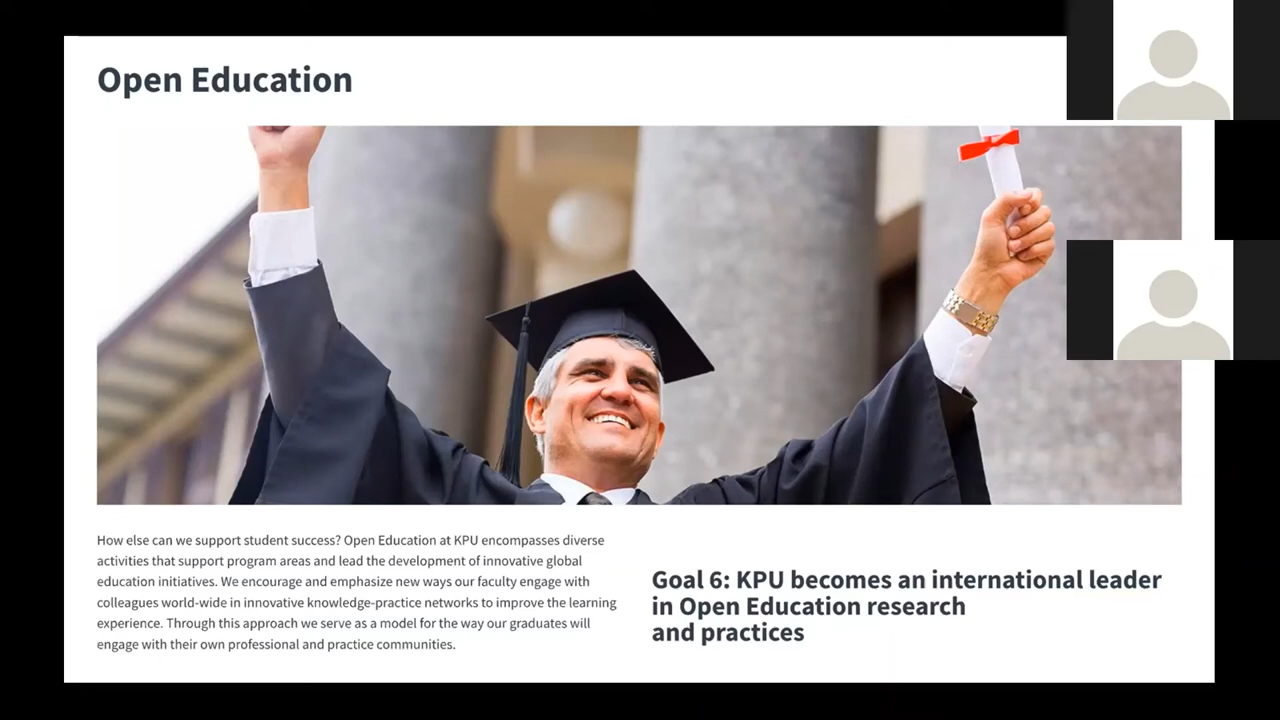 Open Education
How else can we support student success? Open Education at KPU encompasses diverse
activities that support program areas and lead the development of innovative global
education initiatives. We encourage and emphasize new ways our faculty engage with
colleagues world-wide in innovative knowledge-practice networks to improve the learning
experience. Through this approach we serve as a model for the way our graduates will
engage with their own professional and practice communities.
Goal 6: KPU becomes an international leader
in Open Education research
and practices